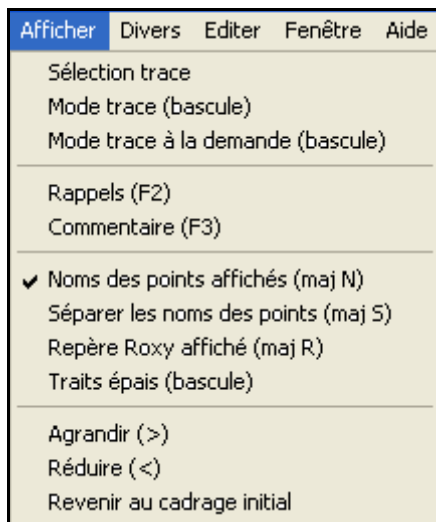 Afficher Divers Editer Fenêtre Aide
Sélection trace
Mode trace (bascule)
Mode trace à la demande (bascule)
Rappels (F2)
Commentaire (F3)
Noms des points affichés (maj N)
Séparer les noms des points (maj S)
Repère Roxy affiché (maj R)
Traits épais (bascule)
Agrandir (>)
Réduire (<)
Revenir au cadrage initial